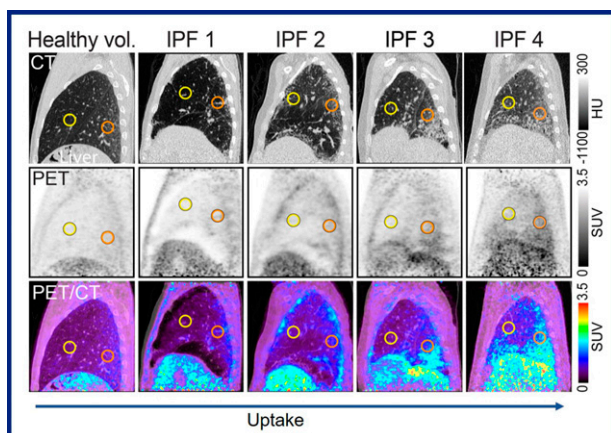 Healthy vol. IPF 1 IPF 2 IPF 3 IPF 4
CT
Liver
300
HU
-1100
PET
3.5
SUV
0
PET/CT
3.5
SUV
0
Uptake